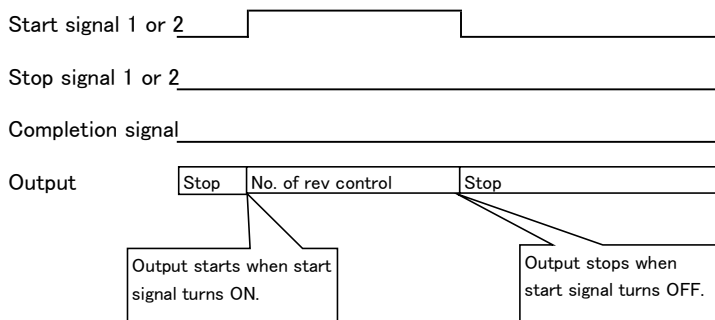 Start signal 1 or 2
Stop signal 1 or 2
Completion signal
Output
Stop
No. of rev control
Stop
Output starts when start
signal turns ON.
Output stops when
start signal turns OFF.